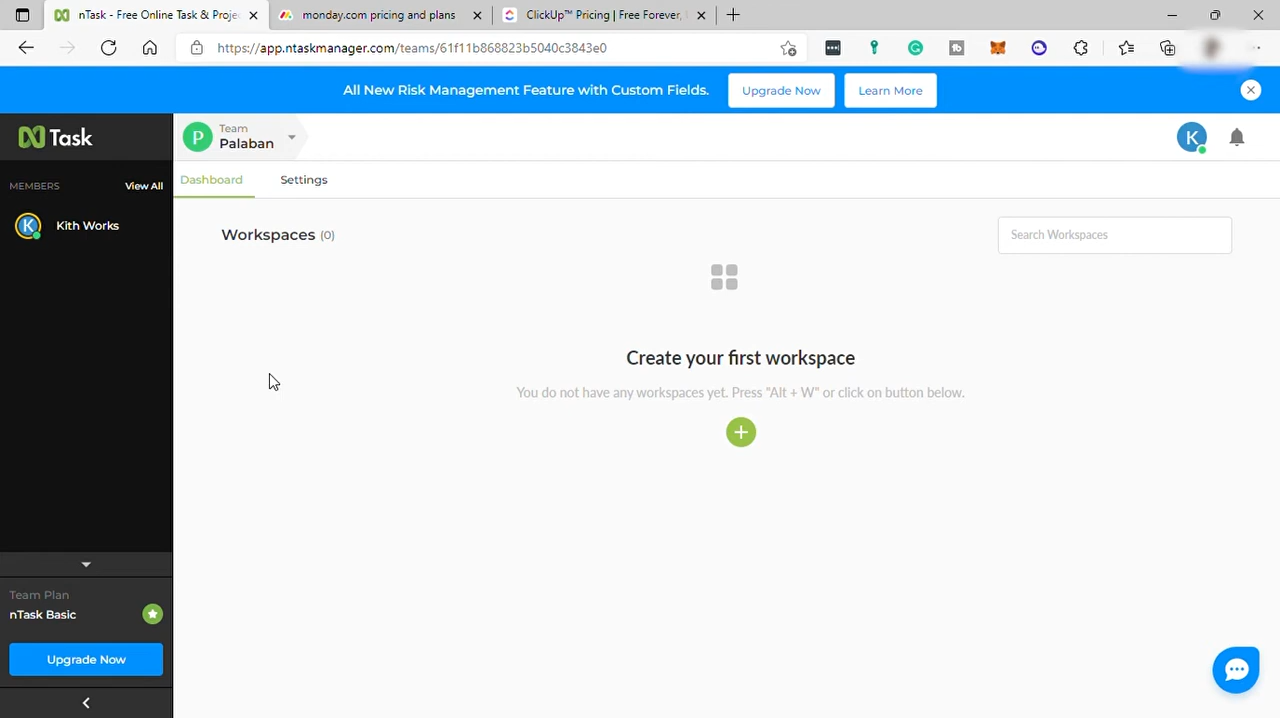 nTask - Free Online Task & Proje
monday.com pricing and plans
ClickUp™ Pricing | Free Forever,
https://app.ntaskmanager.com/teams/61f11b868823b5040c3843e0
All New Risk Management Feature with Custom Fields.
Upgrade Now
Learn More
Task
P
Team
Palaban
K
Dashboard
Settings
MEMBERS
View All
K
Kith Works
Workspaces (0)
Search Workspaces
Create your first workspace
You do not have any workspaces yet. Press "Alt + W" or click on button below.
Team Plan
nTask Basic
Upgrade Now